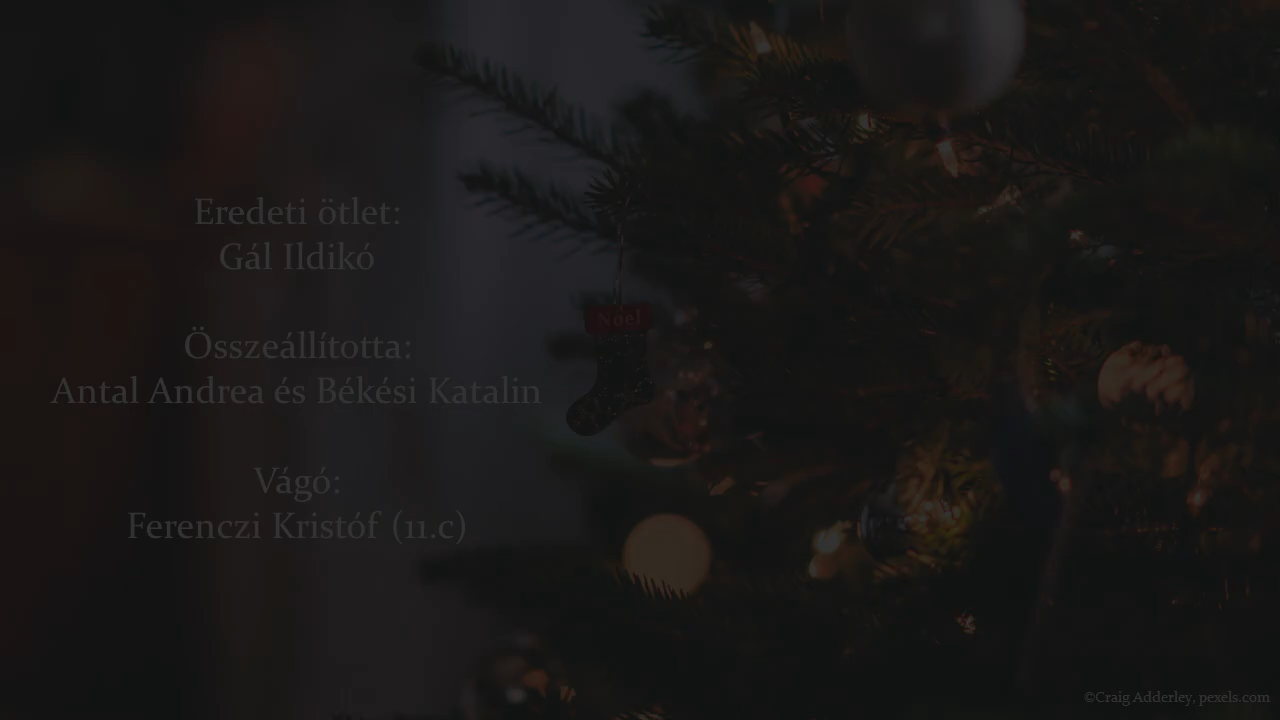 Eredeti ötlet:
Gál Ildikó
Összeállította:
Antal Andrea és Békési Katalin
Vágó:
Ferenczi Kristóf (11.c)
Noel
©Craig Adderley, pexels.com